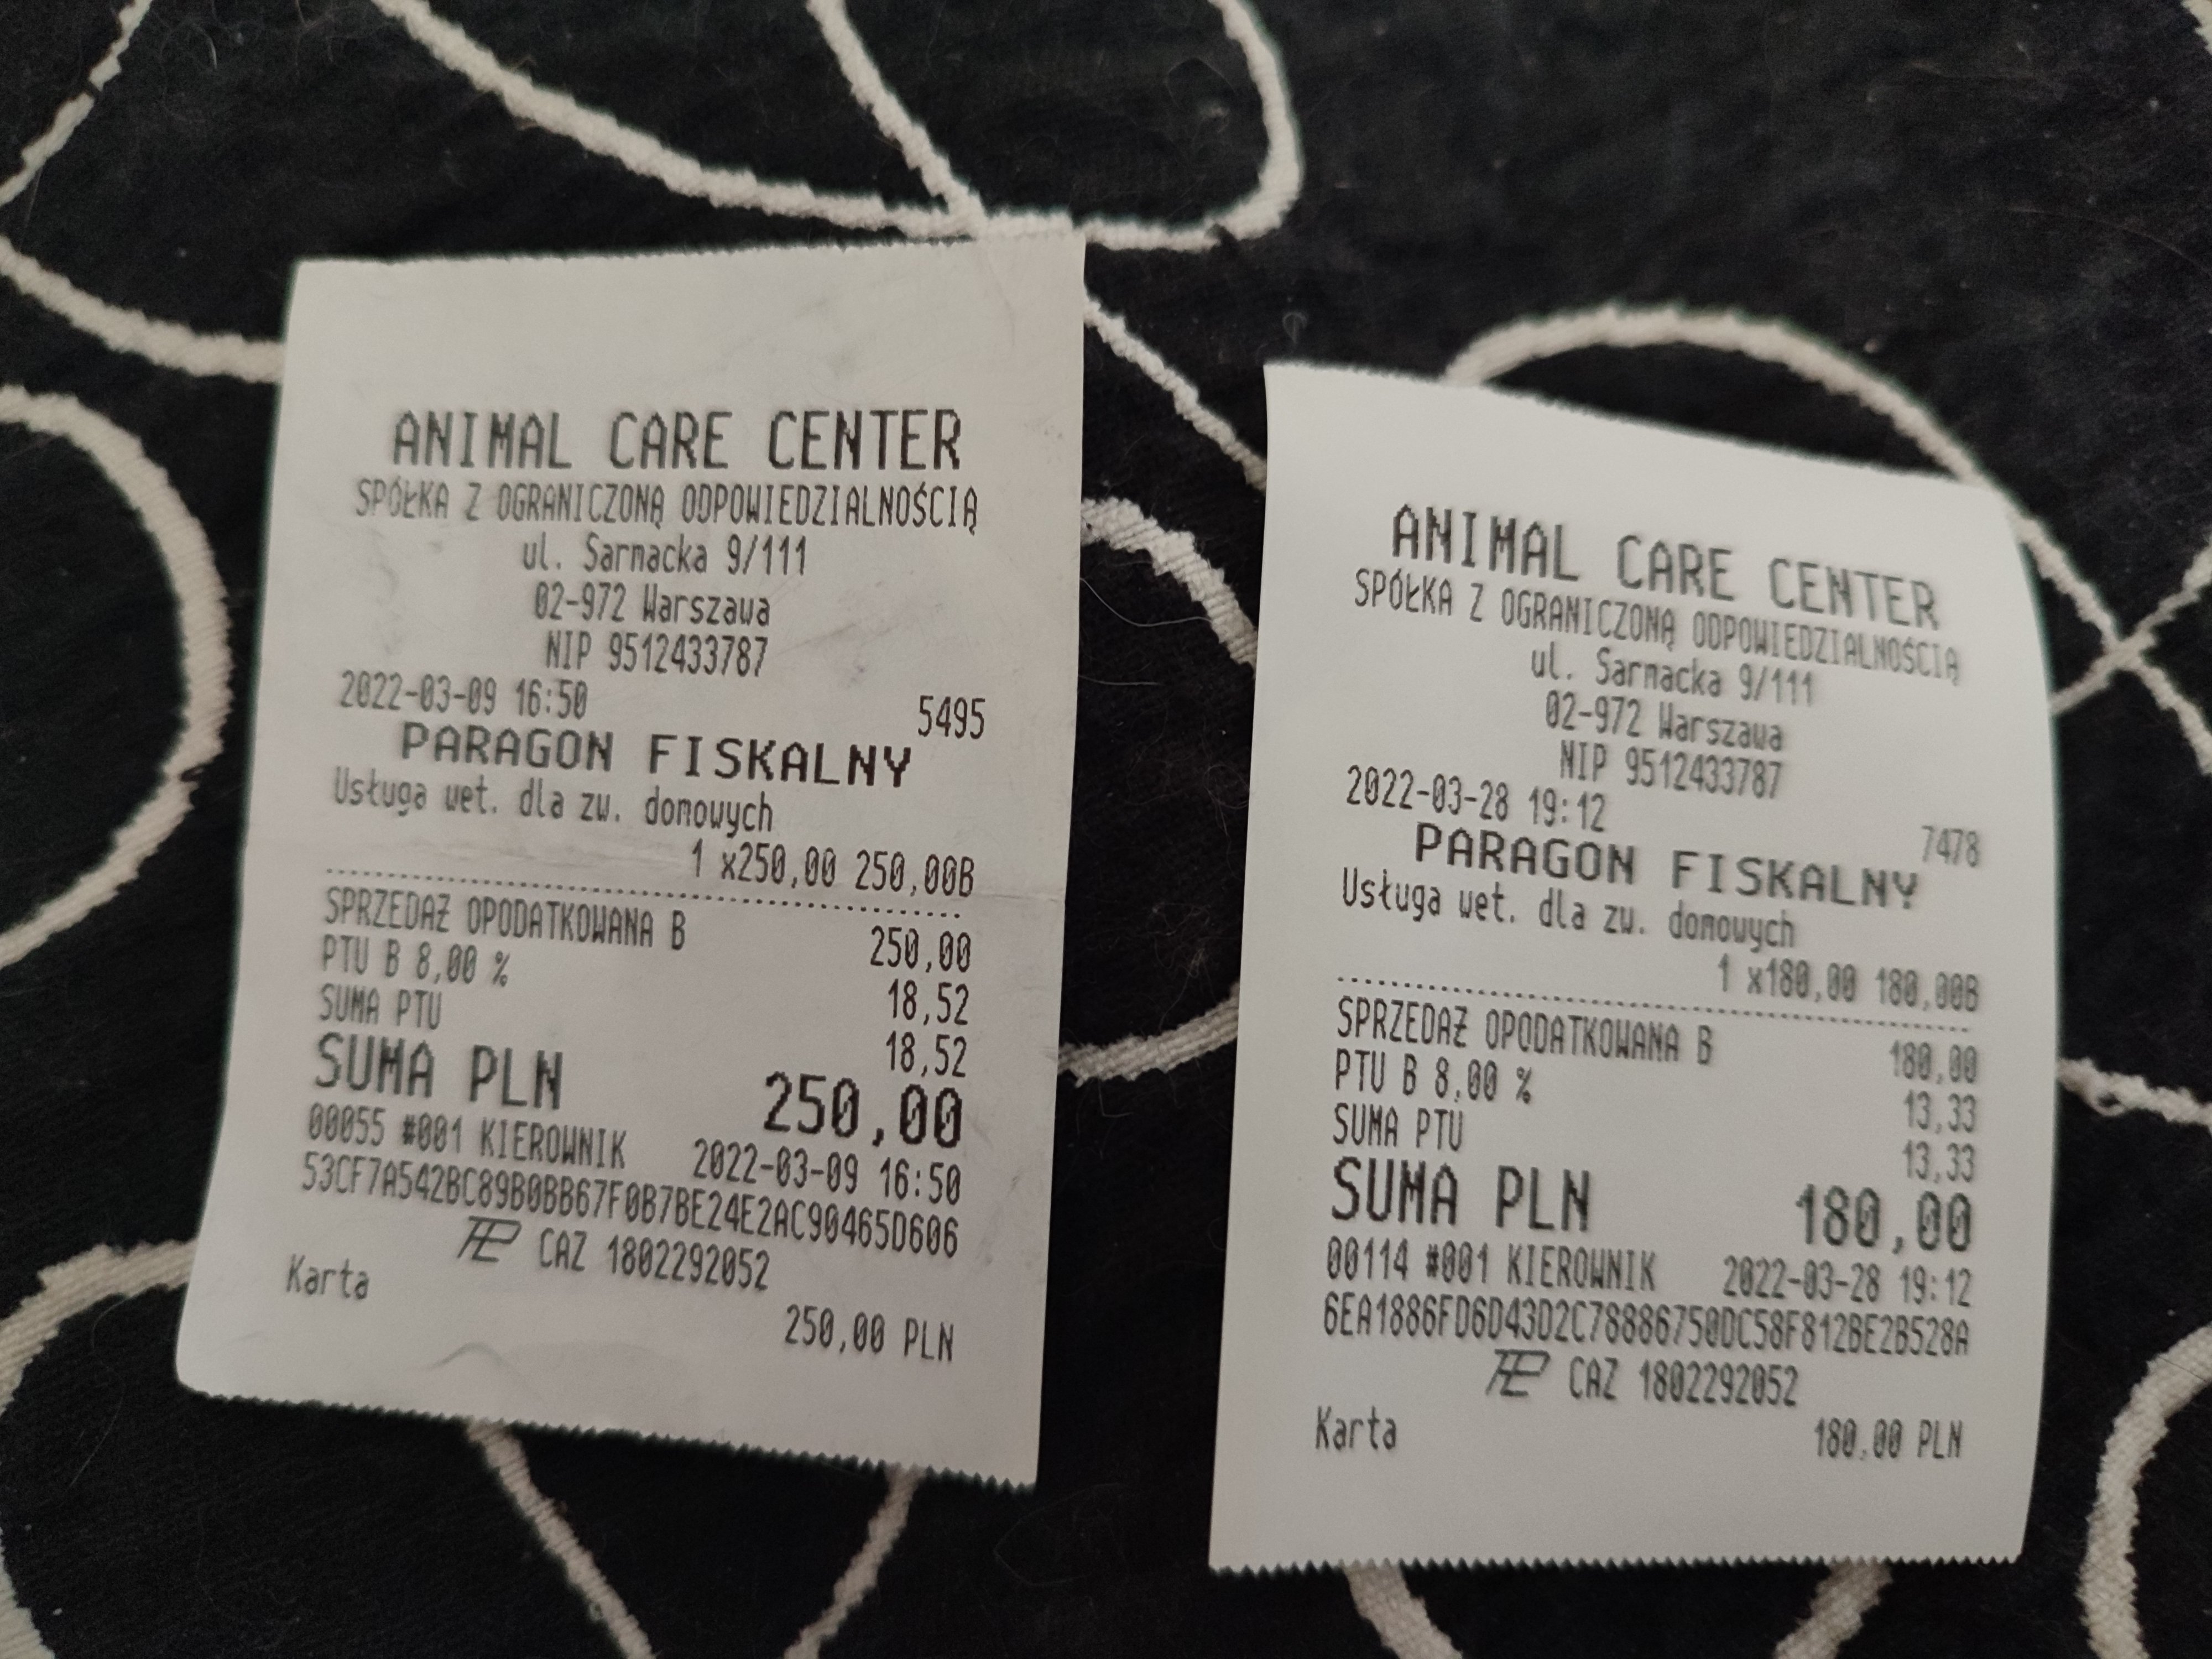 ANIMAL CARE CENTER
SPÓŁKA Z OGRANICZONĄ ODPOWIEDZIALNOŚCIĄ
ul. Sarmacka 9/111
02-972 Warszawa
NIP 9512433787
2022-03-09 16:50 5495
PARAGON FISKALNY
Usługa wet. dla zw. domowych
1 x250,00 250,00B
SPRZEDAŻ OPODATKOWANA B 250,00
PTU B 8,00 % 18,52
SUMA PTU 18,52
SUMA PLN 250,00
00055 #001 KIEROWNIK 2022-03-09 16:50
53CF7A542BC89B0BB67F0B7BE24E2AC90465D606
CAZ 1802292052
Karta 250,00 PLN
ANIMAL CARE CENTER
SPÓŁKA Z OGRANICZONĄ ODPOWIEDZIALNOŚCIĄ
ul. Sarmacka 9/111
02-972 Warszawa
NIP 9512433787
2022-03-28 19:12 7478
PARAGON FISKALNY
Usługa wet. dla zw. domowych
1 x180,00 180,00B
SPRZEDAŻ OPODATKOWANA B 180,00
PTU B 8,00 % 13,33
SUMA PTU 13,33
SUMA PLN 180,00
00114 #001 KIEROWNIK 2022-03-28 19:12
6EA1886FD6D43D2C78886750DC58F812BE2B528A
CAZ 1802292052
Karta 180,00 PLN